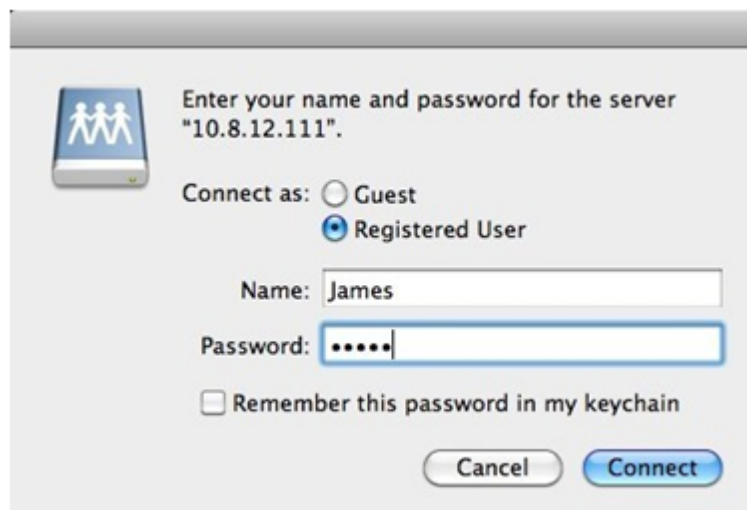 Enter your name and password for the server
"10.8.12.111".
Connect as: Guest
Registered User
Name: James
Password: •••••
Remember this password in my keychain
Cancel Connect